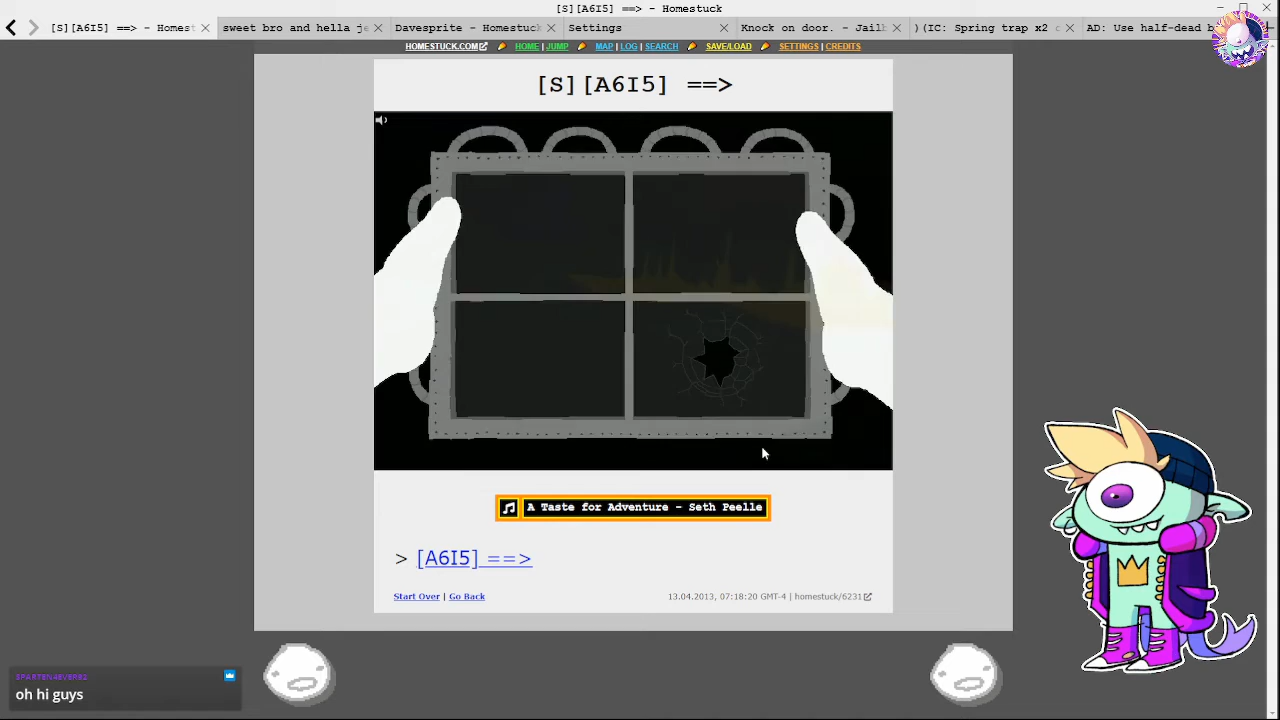 [S][A6I5] ==> - Homestuck
[S][A6I5] ==> - Homest
sweet bro and hella je
Davesprite - Homestuck
Settings
Knock on door. - Jailb
)(IC: Spring trap x2 c
AD: Use half-dead b
HOMESTUCK.COM
HOME | JUMP
MAP | LOG | SEARCH
SAVE/LOAD
SETTINGS | CREDITS
[S][A6I5] ==>
A Taste for Adventure - Seth Peelle
> [A6I5] ==>
Start Over | Go Back
13.04.2013, 07:18:20 GMT-4 | homestuck/6231
SPARTEN4EVER82
oh hi guys